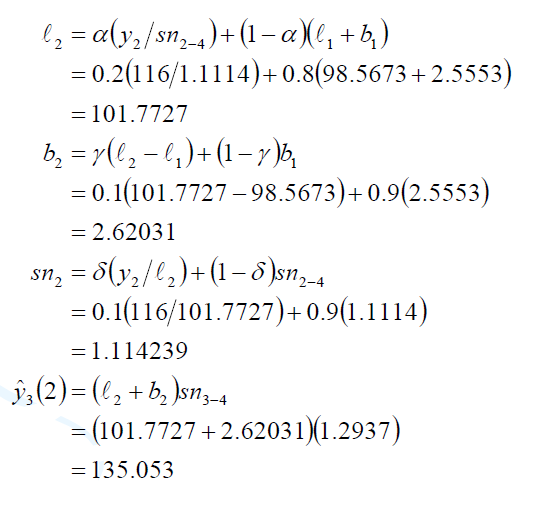 ℓ₂ = α(y₂/sn₂₋₄)+(1−α)(ℓ₁+b₁)
= 0.2(116/1.1114)+0.8(98.5673+2.5553)
= 101.7727
b₂ = γ(ℓ₂−ℓ₁)+(1−γ)b₁
= 0.1(101.7727−98.5673)+0.9(2.5553)
= 2.62031
sn₂ = δ(y₂/ℓ₂)+(1−δ)sn₂₋₄
= 0.1(116/101.7727)+0.9(1.1114)
= 1.114239
ŷ₃(2) = (ℓ₂+b₂)sn₃₋₄
= (101.7727+2.62031)(1.2937)
= 135.053